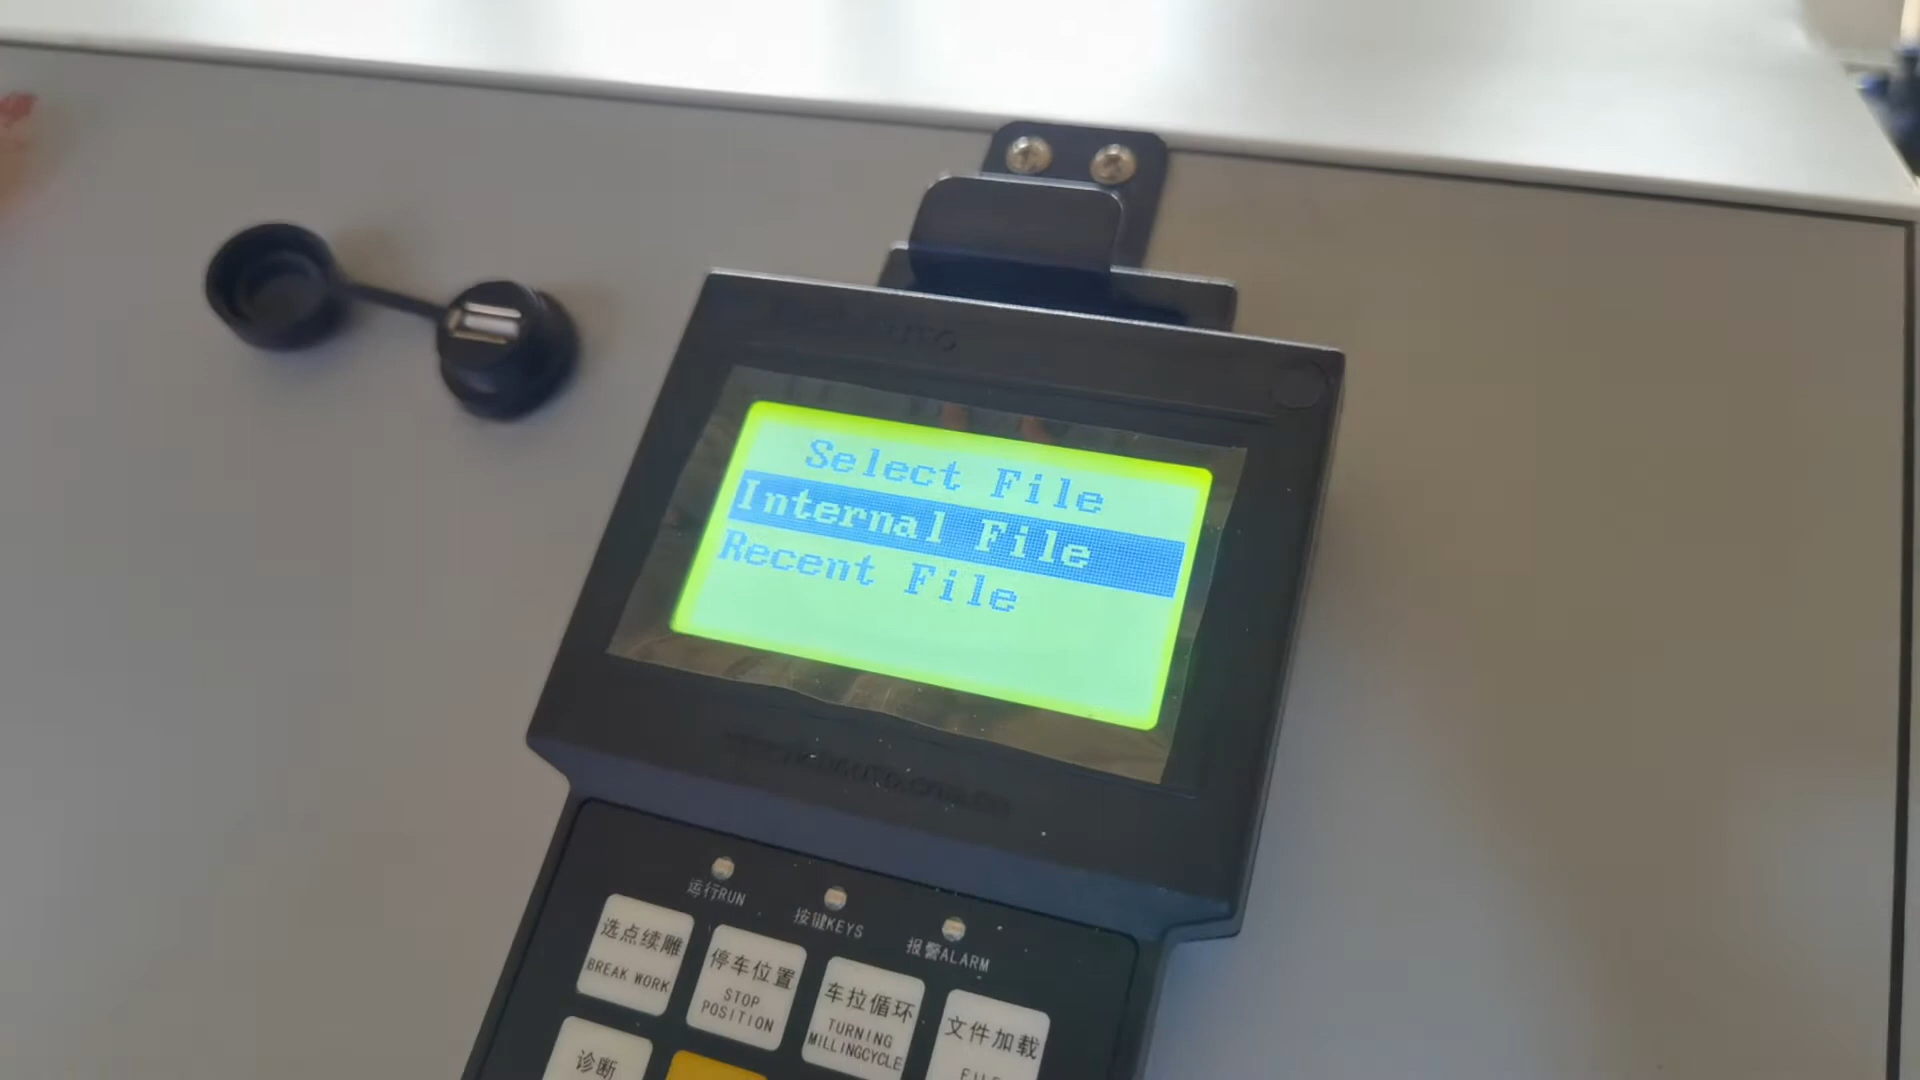 Select File
Internal File
Recent File
运行RUN
按键KEYS
报警ALARM
选点续雕
BREAK WORK
停车位置
STOP
POSITION
车拉循环
TURNING
MILLINGCYCLE
文件加载
诊断